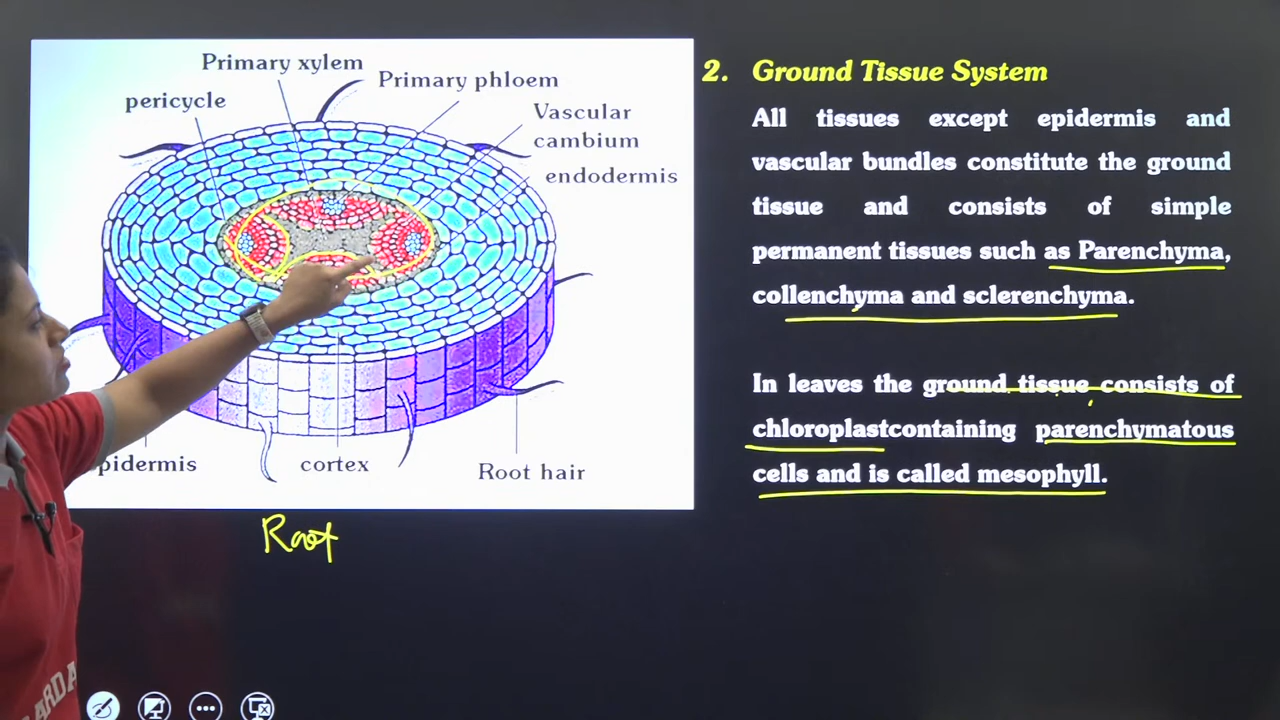 Primary xylem
Primary phloem
pericycle
Vascular
cambium
endodermis
pidermis
cortex
Root hair
Root
2. Ground Tissue System
All tissues except epidermis and
vascular bundles constitute the ground
tissue and consists of simple
permanent tissues such as Parenchyma,
collenchyma and sclerenchyma.
In leaves the ground tissue consists of
chloroplastcontaining parenchymatous
cells and is called mesophyll.
ARDA